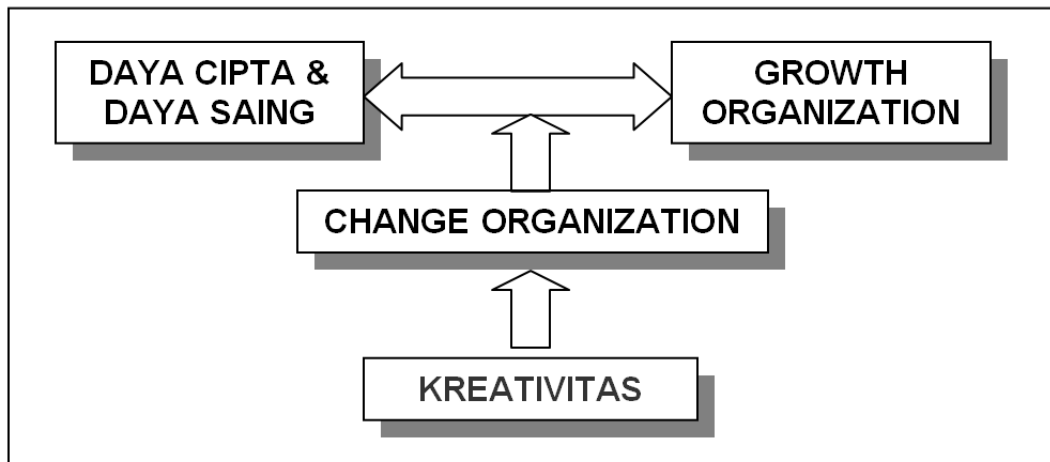 DAYA CIPTA &
DAYA SAING
GROWTH
ORGANIZATION
CHANGE ORGANIZATION
KREATIVITAS